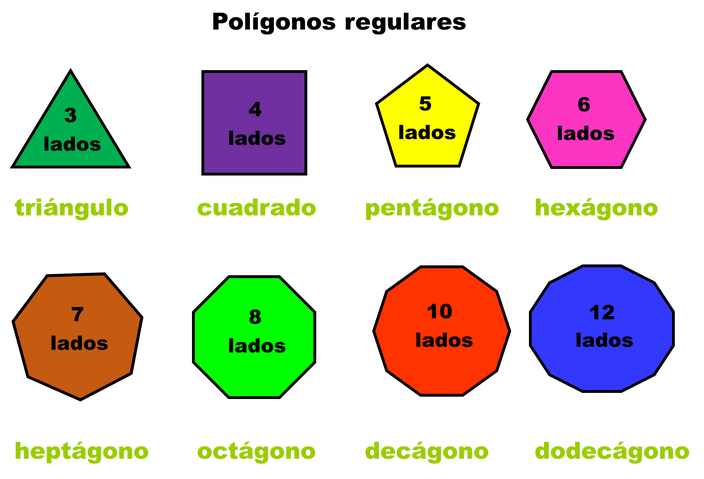 Polígonos regulares
3
lados
4
lados
5
lados
6
lados
triángulo
cuadrado
pentágono
hexágono
7
lados
8
lados
10
lados
12
lados
heptágono
octágono
decágono
dodecágono